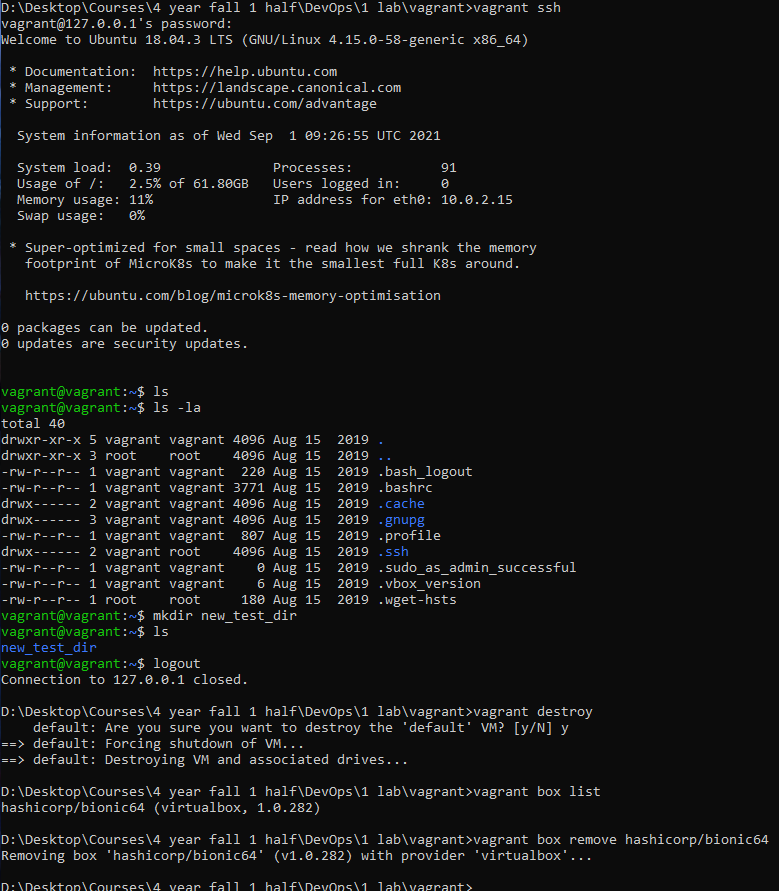 D:\Desktop\Courses\4 year fall 1 half\DevOps\1 lab\vagrant>vagrant ssh
vagrant@127.0.0.1's password:
Welcome to Ubuntu 18.04.3 LTS (GNU/Linux 4.15.0-58-generic x86_64)

 * Documentation:  https://help.ubuntu.com
 * Management:     https://landscape.canonical.com
 * Support:        https://ubuntu.com/advantage

  System information as of Wed Sep  1 09:26:55 UTC 2021

  System load:  0.39              Processes:           91
  Usage of /:   2.5% of 61.80GB   Users logged in:     0
  Memory usage: 11%               IP address for eth0: 10.0.2.15
  Swap usage:   0%

 * Super-optimized for small spaces - read how we shrank the memory
   footprint of MicroK8s to make it the smallest full K8s around.

   https://ubuntu.com/blog/microk8s-memory-optimisation

0 packages can be updated.
0 updates are security updates.


vagrant@vagrant:~$ ls
vagrant@vagrant:~$ ls -la
total 40
drwxr-xr-x 5 vagrant vagrant 4096 Aug 15  2019 .
drwxr-xr-x 3 root    root    4096 Aug 15  2019 ..
-rw-r--r-- 1 vagrant vagrant  220 Aug 15  2019 .bash_logout
-rw-r--r-- 1 vagrant vagrant 3771 Aug 15  2019 .bashrc
drwx------ 2 vagrant vagrant 4096 Aug 15  2019 .cache
drwx------ 3 vagrant vagrant 4096 Aug 15  2019 .gnupg
-rw-r--r-- 1 vagrant vagrant  807 Aug 15  2019 .profile
drwx------ 2 vagrant root    4096 Aug 15  2019 .ssh
-rw-r--r-- 1 vagrant vagrant    0 Aug 15  2019 .sudo_as_admin_successful
-rw-r--r-- 1 vagrant vagrant    6 Aug 15  2019 .vbox_version
-rw-r--r-- 1 root    root     180 Aug 15  2019 .wget-hsts
vagrant@vagrant:~$ mkdir new_test_dir
vagrant@vagrant:~$ ls
new_test_dir
vagrant@vagrant:~$ logout
Connection to 127.0.0.1 closed.

D:\Desktop\Courses\4 year fall 1 half\DevOps\1 lab\vagrant>vagrant destroy
    default: Are you sure you want to destroy the 'default' VM? [y/N] y
==> default: Forcing shutdown of VM...
==> default: Destroying VM and associated drives...

D:\Desktop\Courses\4 year fall 1 half\DevOps\1 lab\vagrant>vagrant box list
hashicorp/bionic64 (virtualbox, 1.0.282)

D:\Desktop\Courses\4 year fall 1 half\DevOps\1 lab\vagrant>vagrant box remove hashicorp/bionic64
Removing box 'hashicorp/bionic64' (v1.0.282) with provider 'virtualbox'...

D:\Desktop\Courses\4 year fall 1 half\DevOps\1 lab\vagrant>